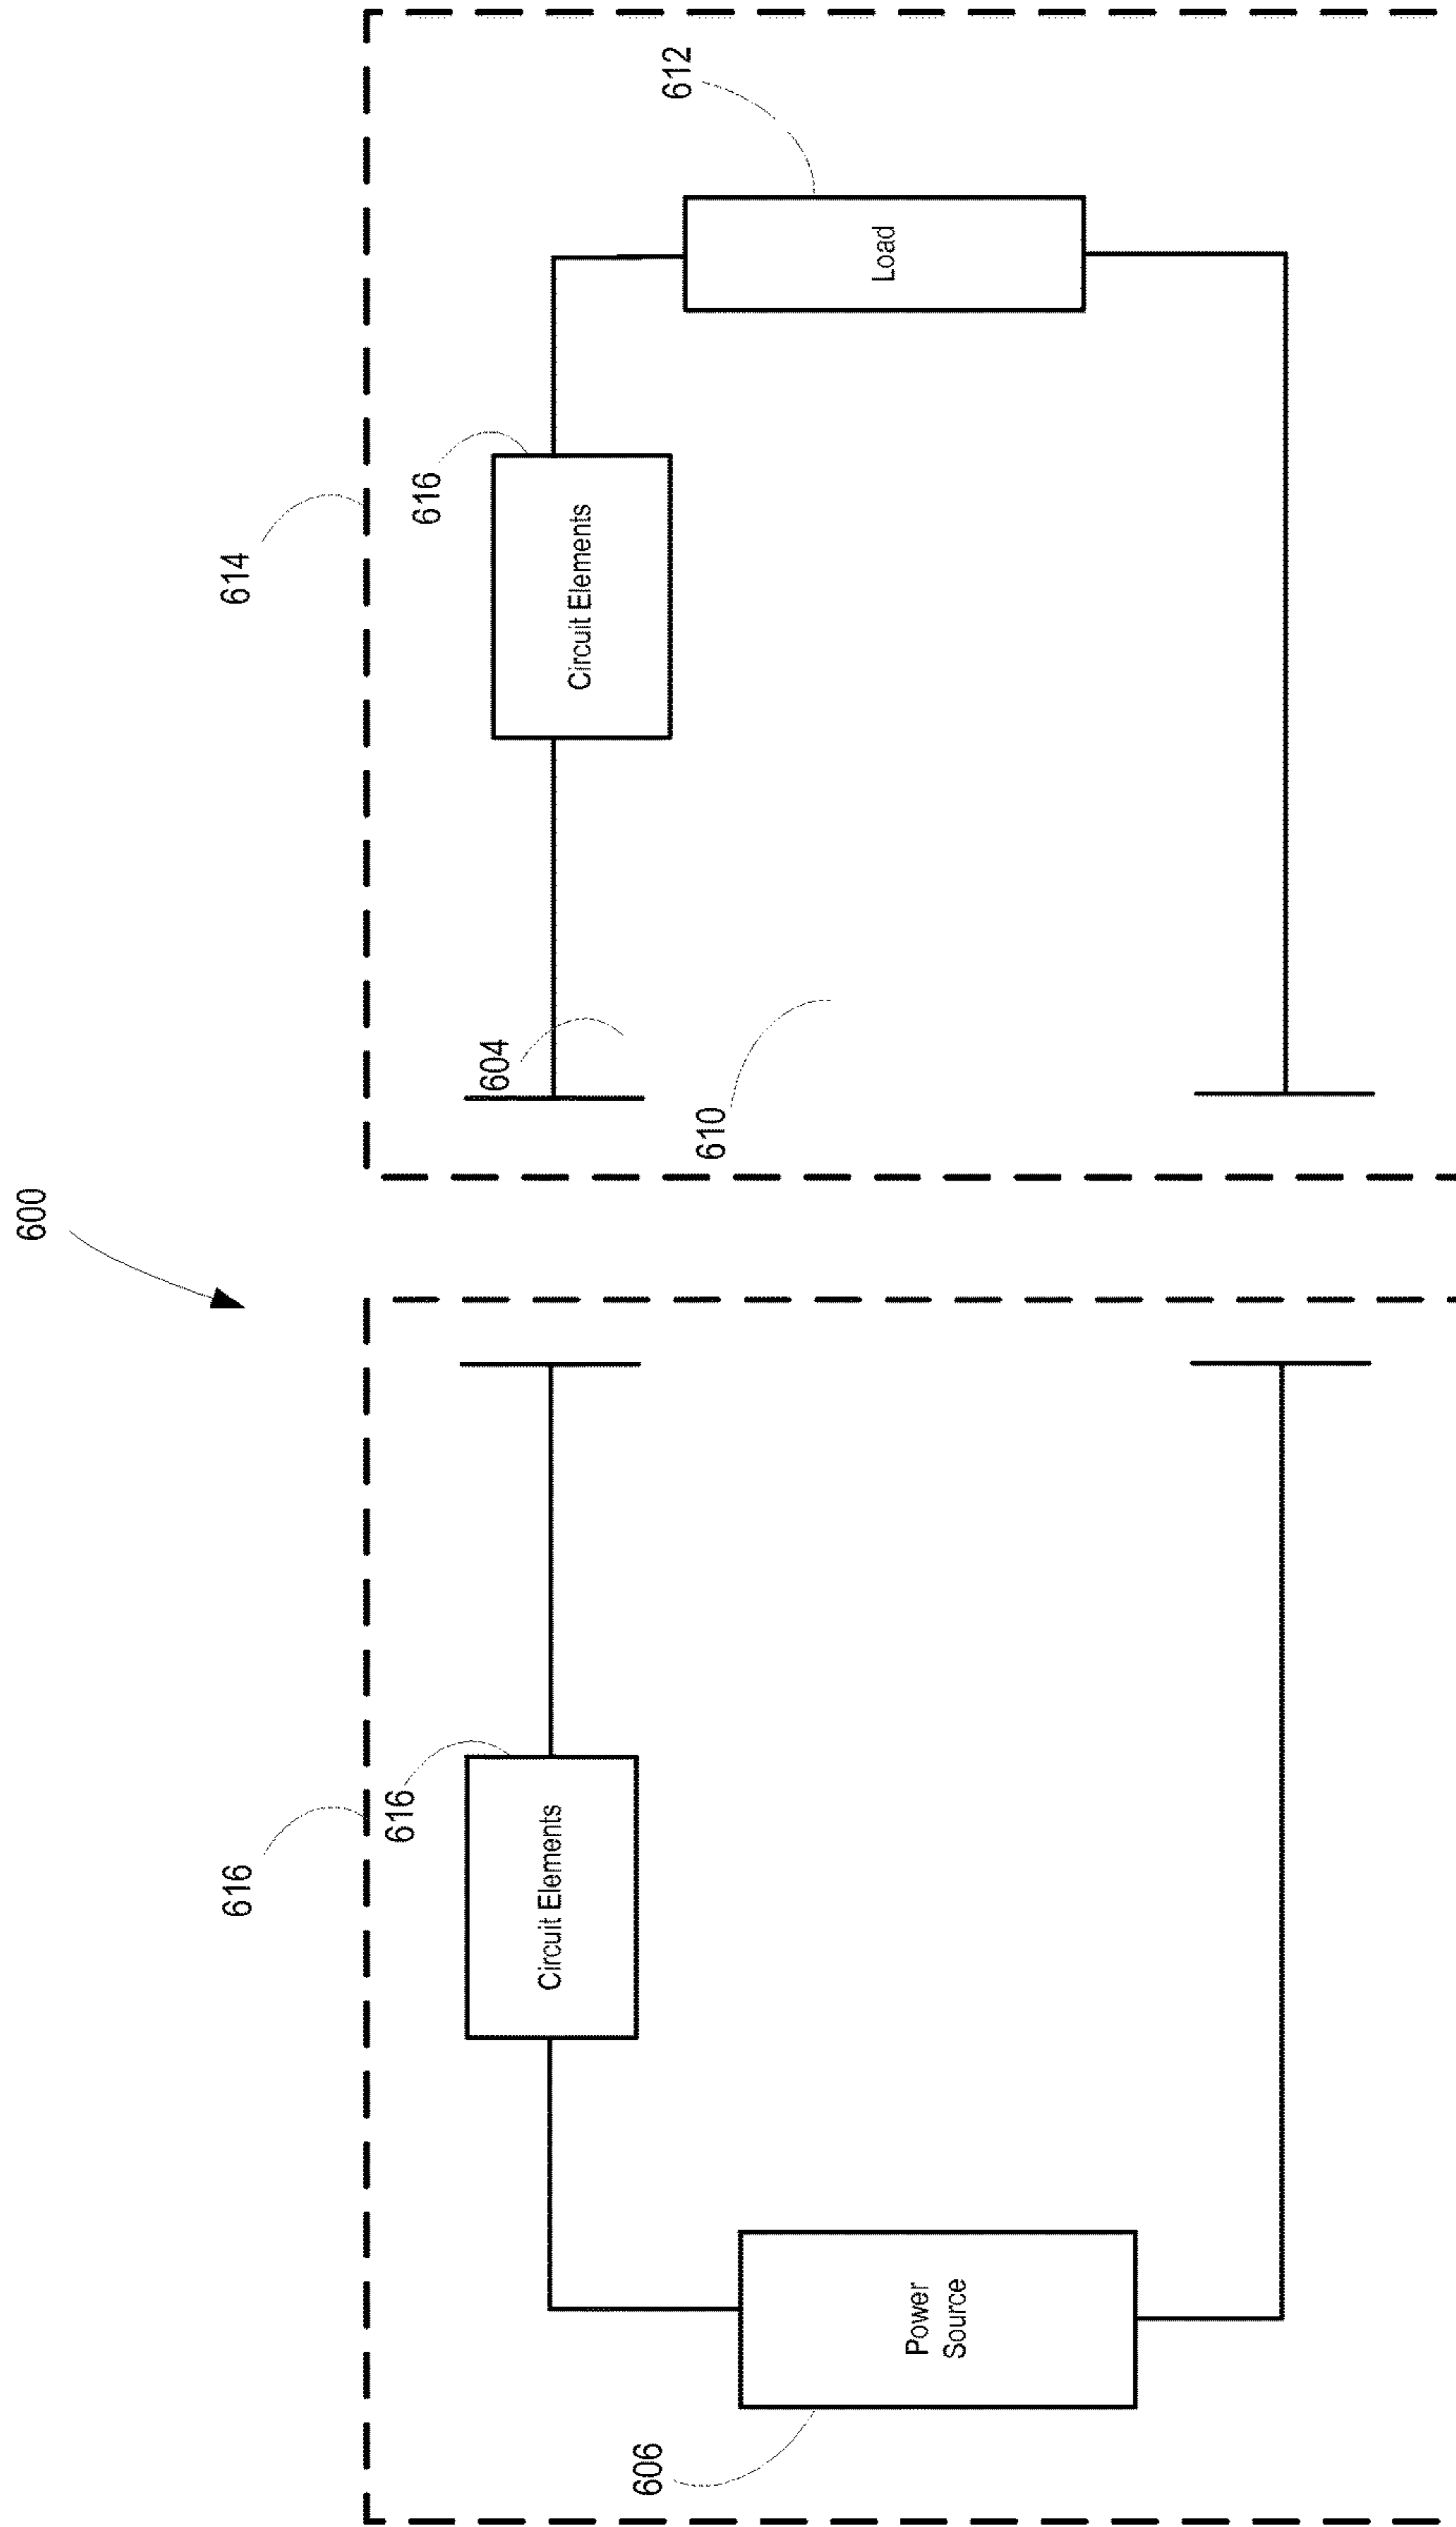 600
616
614
616
616
604
Circuit Elements
Circuit Elements
606
612
610
Load
Power
Source